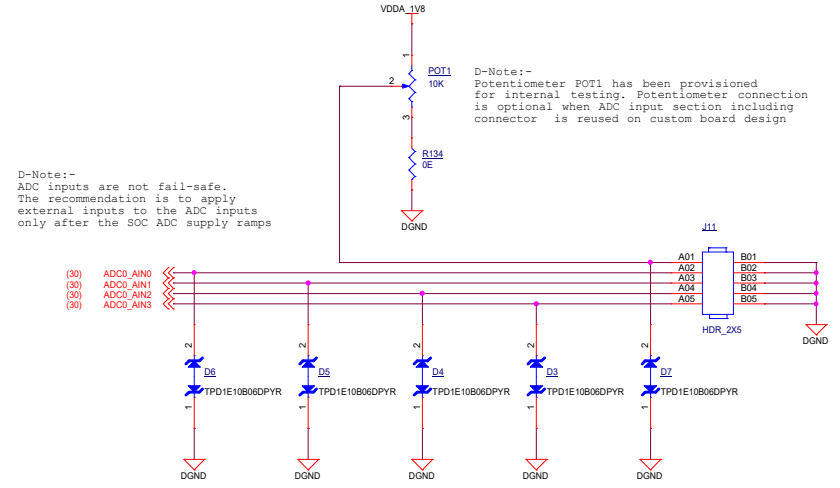 VDDA_1V8
1
POT1
10K
2
3
D-Note:-
Potentiometer POT1 has been provisioned
for internal testing. Potentiometer connection
is optional when ADC input section including
connector  is reused on custom board design
R134
0E
DGND
D-Note:-
ADC inputs are not fail-safe.
The recommendation is to apply
external inputs to the ADC inputs
only after the SOC ADC supply ramps
J11
A01 B01
A02 B02
A03 B03
A04 B04
A05 B05
HDR_2X5
DGND
(30) ADC0_AIN0
(30) ADC0_AIN1
(30) ADC0_AIN2
(30) ADC0_AIN3
2 2 2 2 2
D6 D5 D4 D3 D7
TPD1E10B06DPYR TPD1E10B06DPYR TPD1E10B06DPYR TPD1E10B06DPYR TPD1E10B06DPYR
1 1 1 1 1
DGND DGND DGND DGND DGND